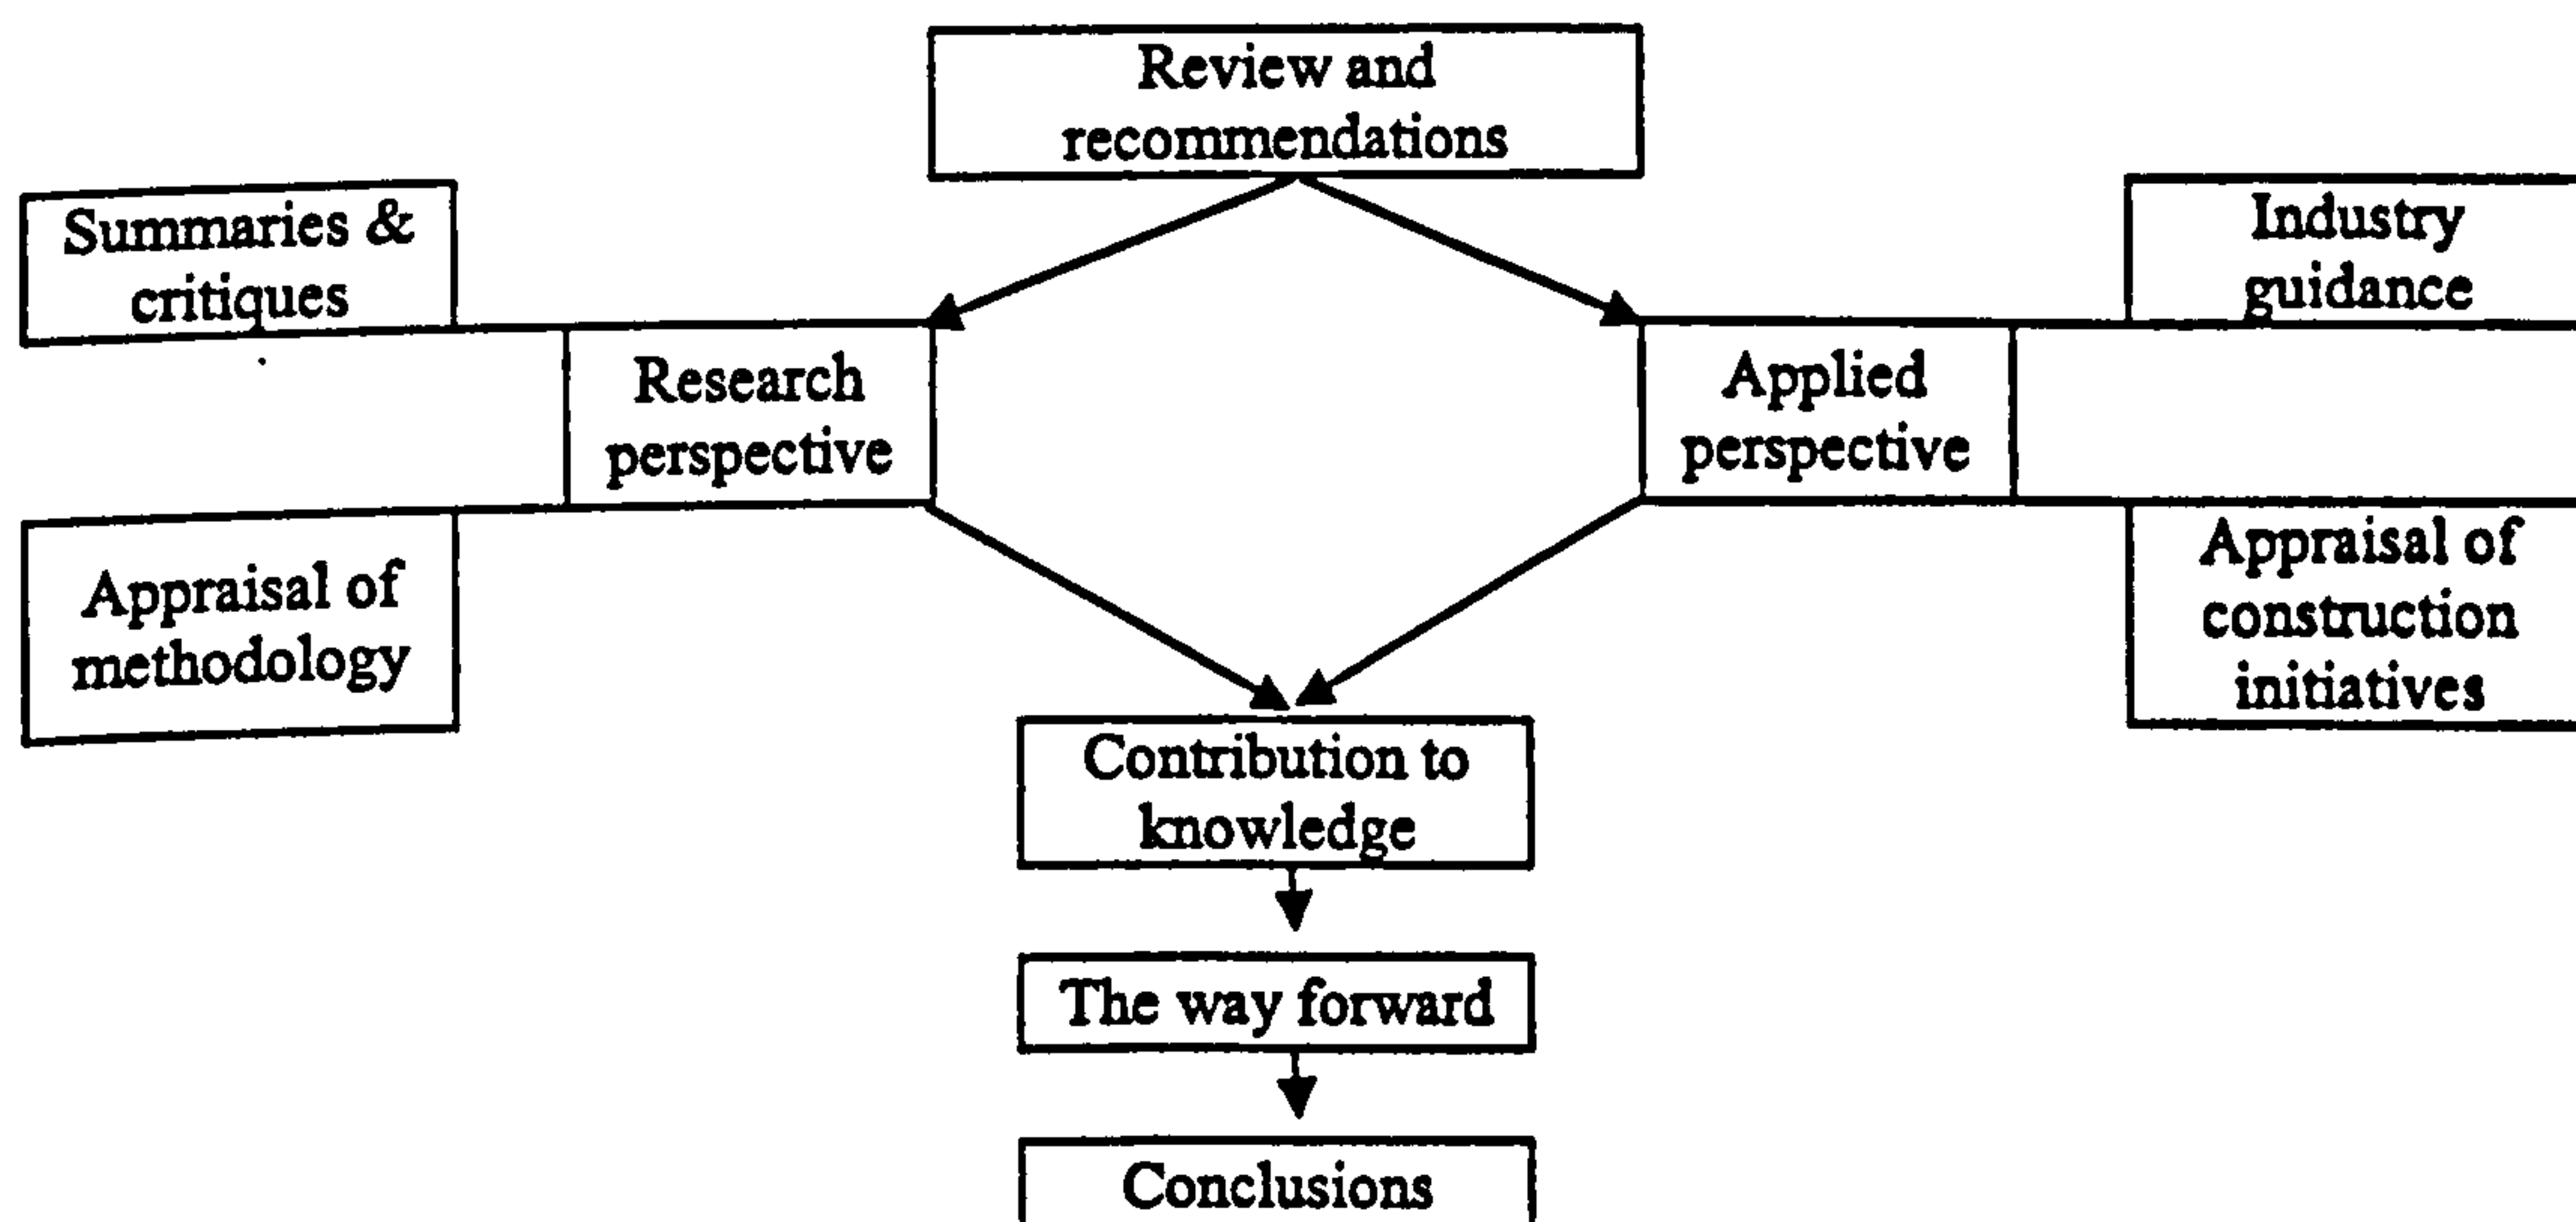 Review and
recommendations
Summaries &
critiques
Industry
guidance
Research
perspective
Applied
perspective
Appraisal of
methodology
Appraisal of
construction
initiatives
Contribution to
knowledge
The way forward
Conclusions